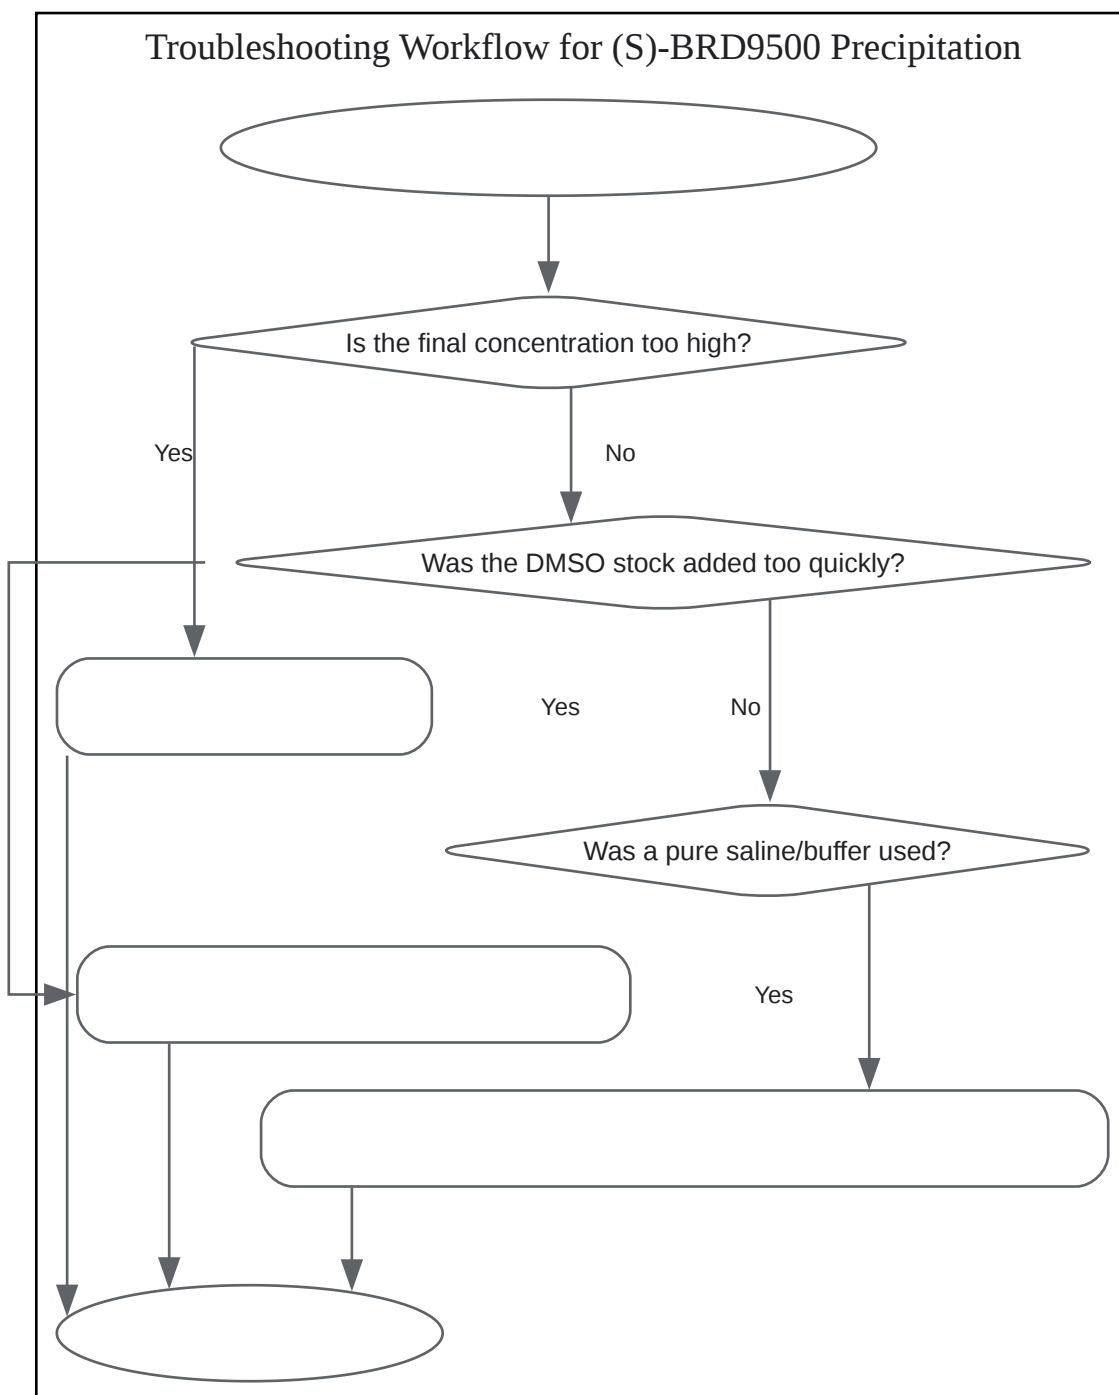 Troubleshooting Workflow for (S)-BRD9500 Precipitation
Is the final concentration too high?
Yes
No
Was the DMSO stock added too quickly?
Yes
No
Was a pure saline/buffer used?
Yes